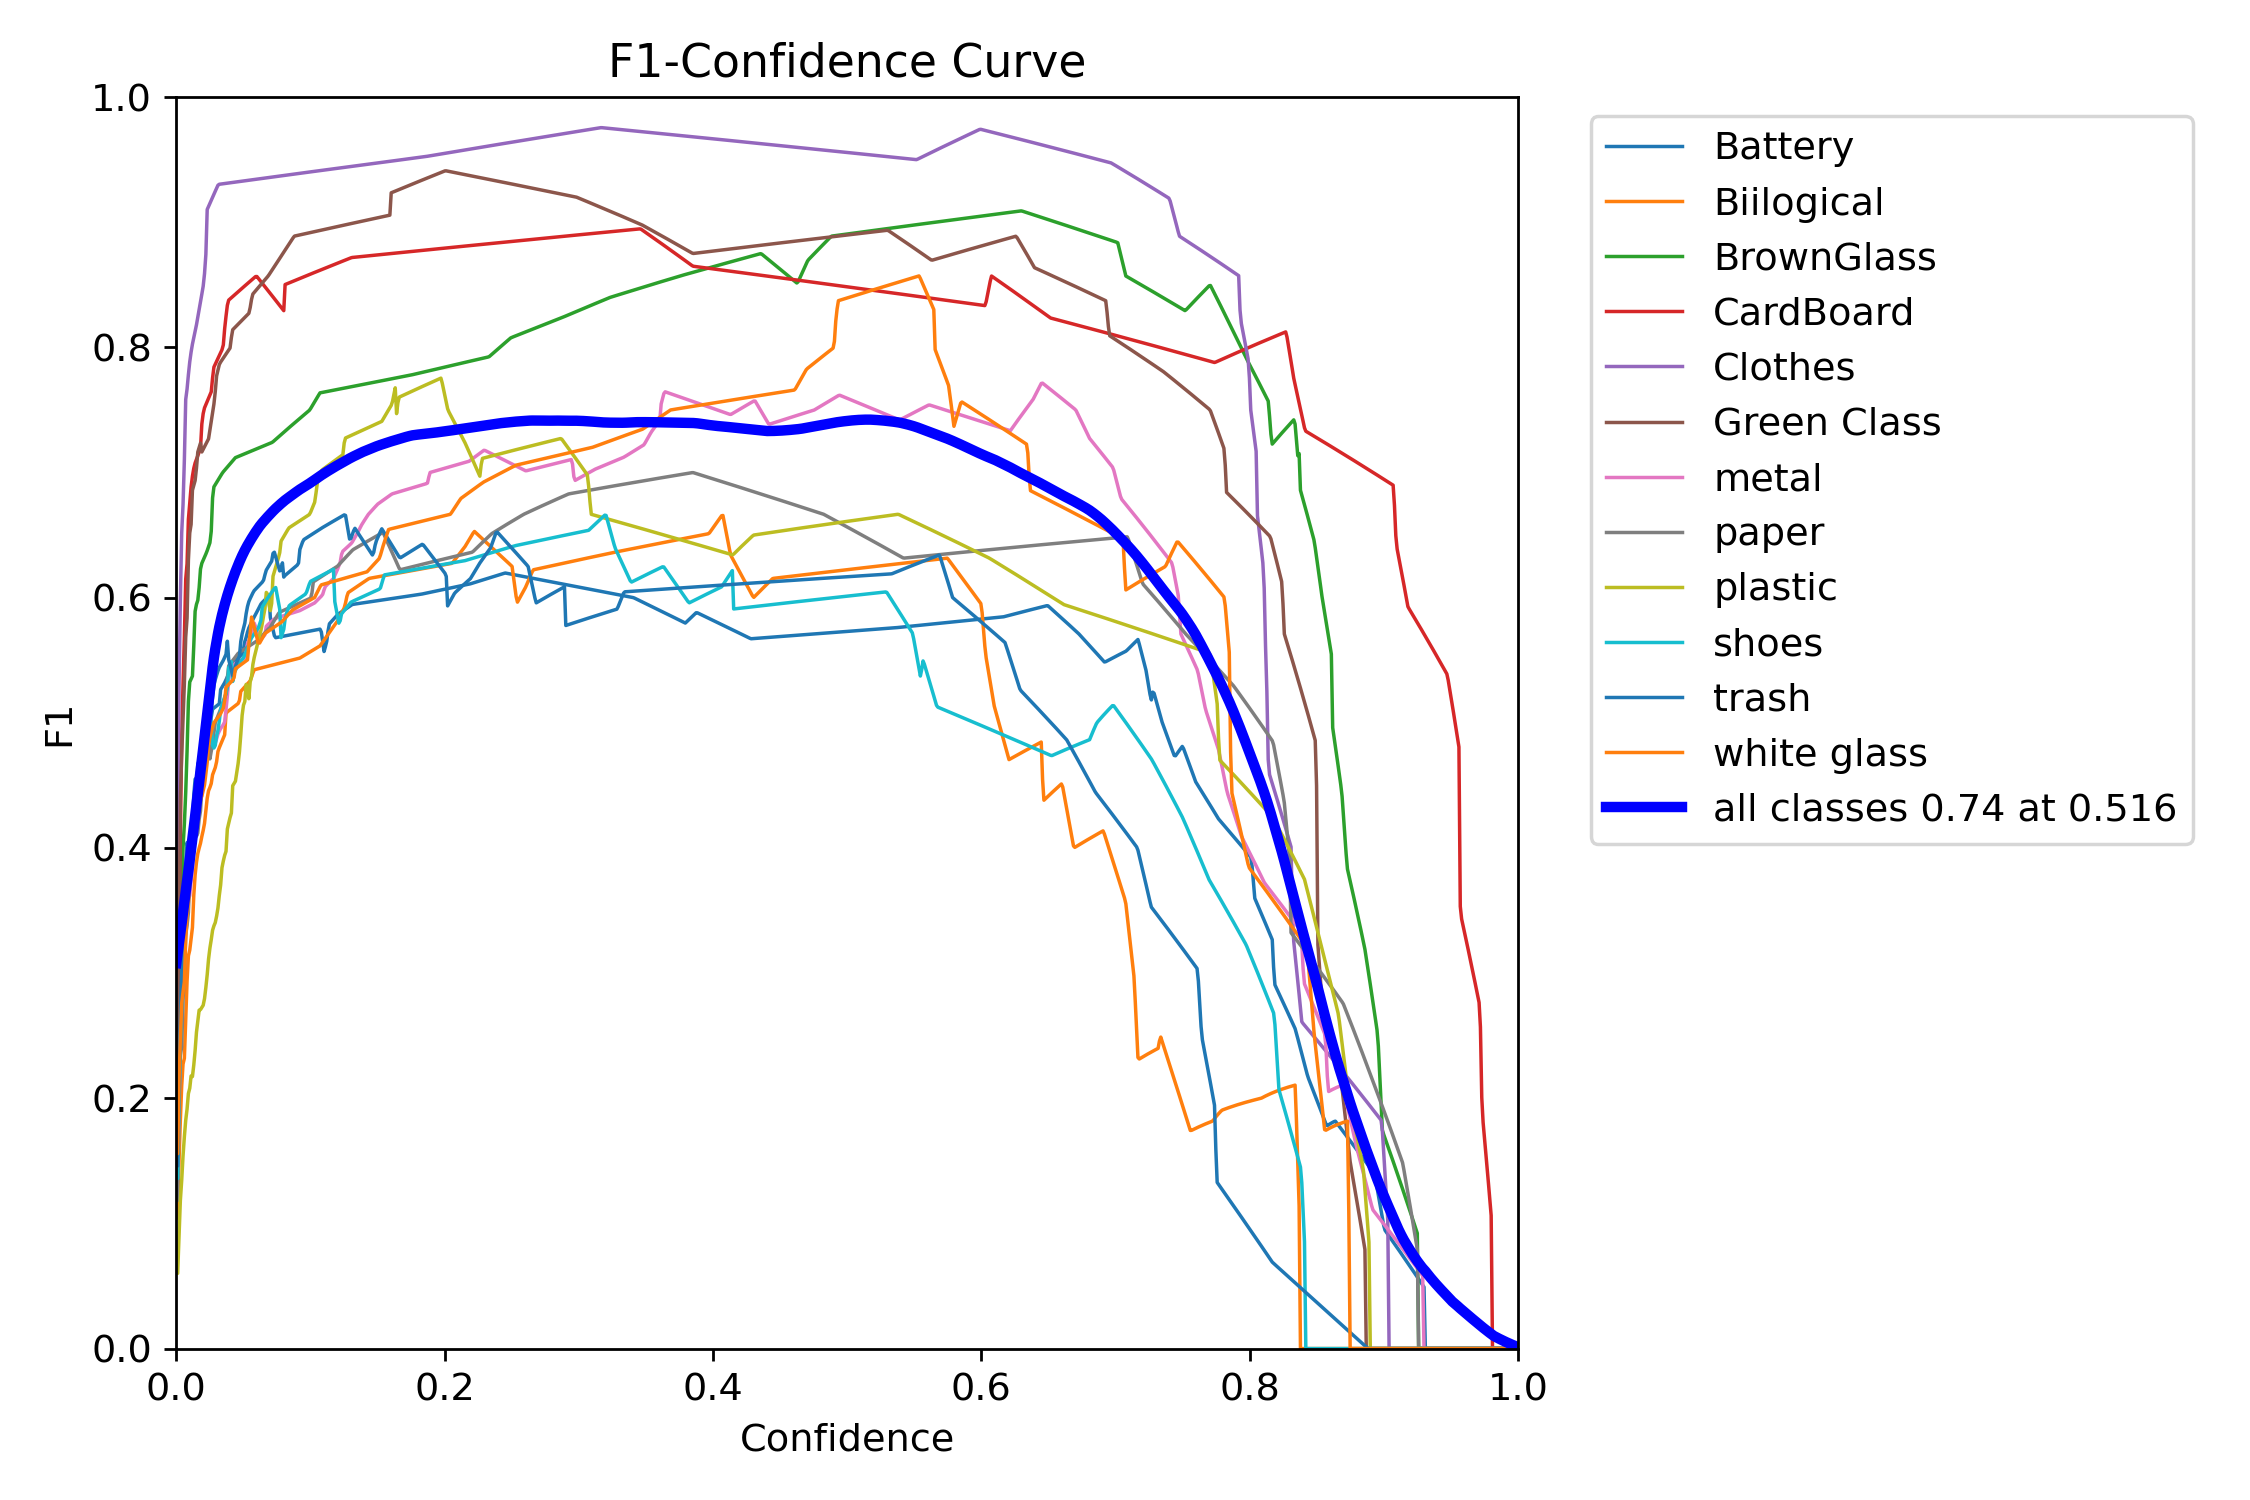 F1-Confidence Curve
1.0
0.8
0.6
0.4
0.2
0.0
F1
0.0 0.2 0.4 0.6 0.8 1.0
Confidence
Battery
Biilogical
BrownGlass
CardBoard
Clothes
Green Class
metal
paper
plastic
shoes
trash
white glass
all classes 0.74 at 0.516